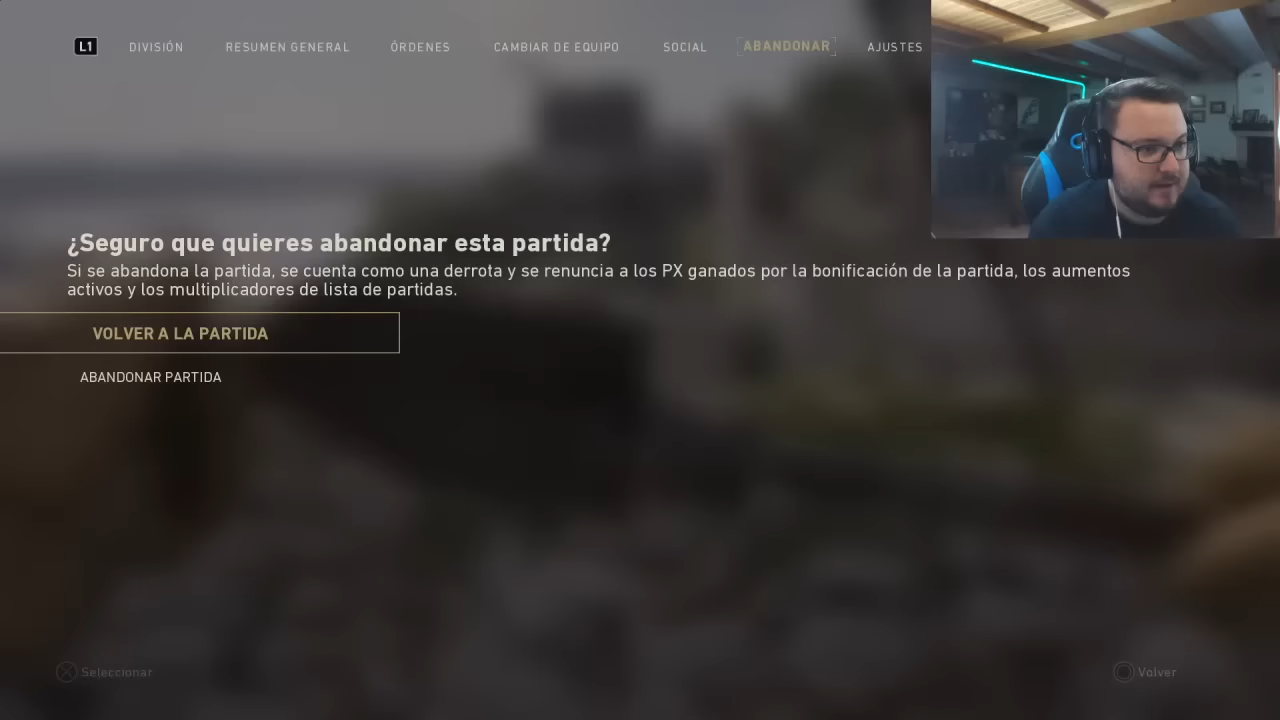 L1 DIVISIÓN RESUMEN GENERAL ÓRDENES CAMBIAR DE EQUIPO SOCIAL ABANDONAR AJUSTES
¿Seguro que quieres abandonar esta partida?
Si se abandona la partida, se cuenta como una derrota y se renuncia a los PX ganados por la bonificación de la partida, los aumentos
activos y los multiplicadores de lista de partidas.
VOLVER A LA PARTIDA
ABANDONAR PARTIDA
Seleccionar Volver